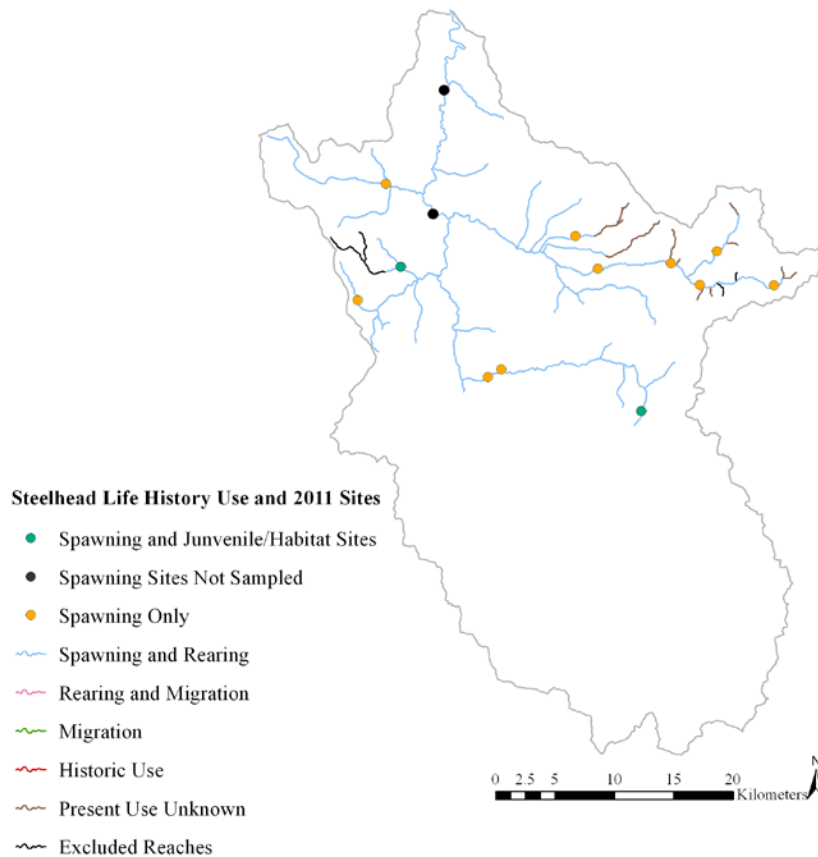 Steelhead Life History Use and 2011 Sites
Spawning and Junvenile/Habitat Sites
Spawning Sites Not Sampled
Spawning Only
Spawning and Rearing
Rearing and Migration
Migration
Historic Use
Present Use Unknown
Excluded Reaches
N
0 2.5 5 10 15 20
Kilometers